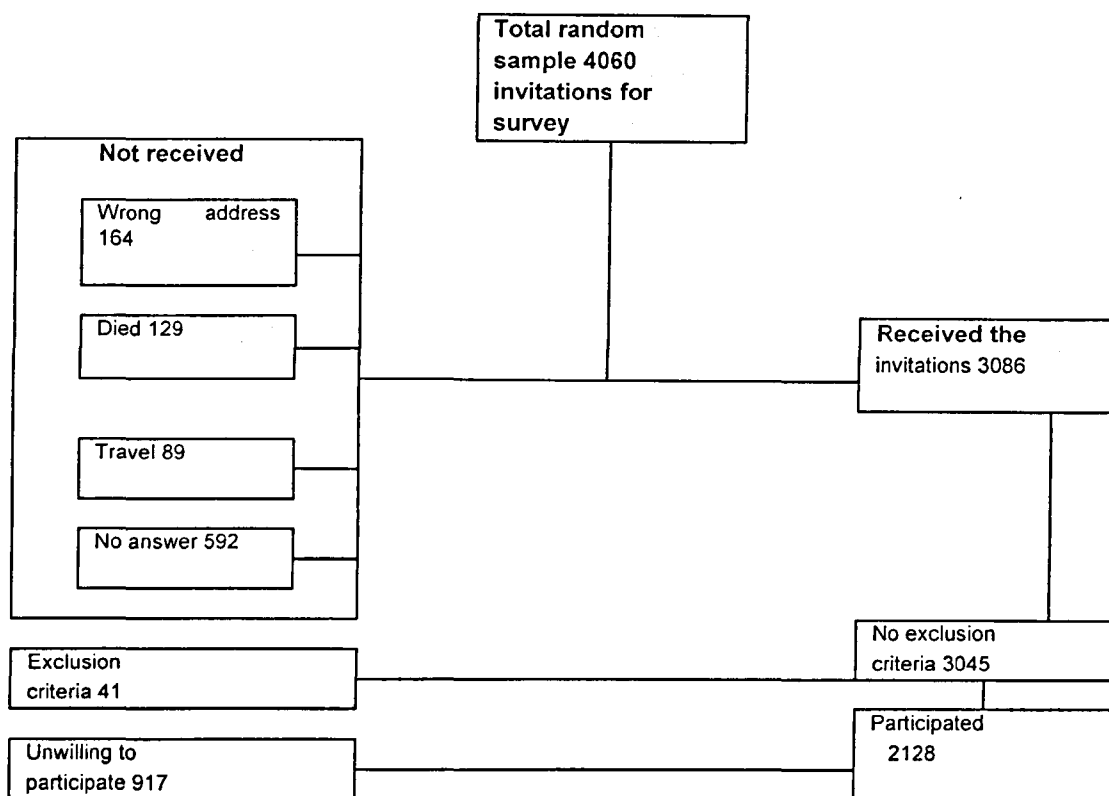 Total random
sample 4060
invitations for
survey
Not received
Wrong address
164
Died 129
Travel 89
No answer 592
Received the
invitations 3086
No exclusion
criteria 3045
Exclusion
criteria 41
Participated
2128
Unwilling to
participate 917